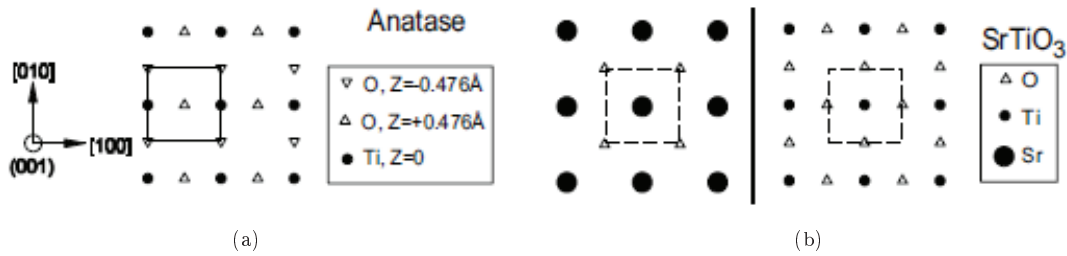 Anatase
[010]
[100]
(001)
O, Z=-0.476Å
O, Z=+0.476Å
Ti, Z=0
(a)
SrTiO3
O
Ti
Sr
(b)